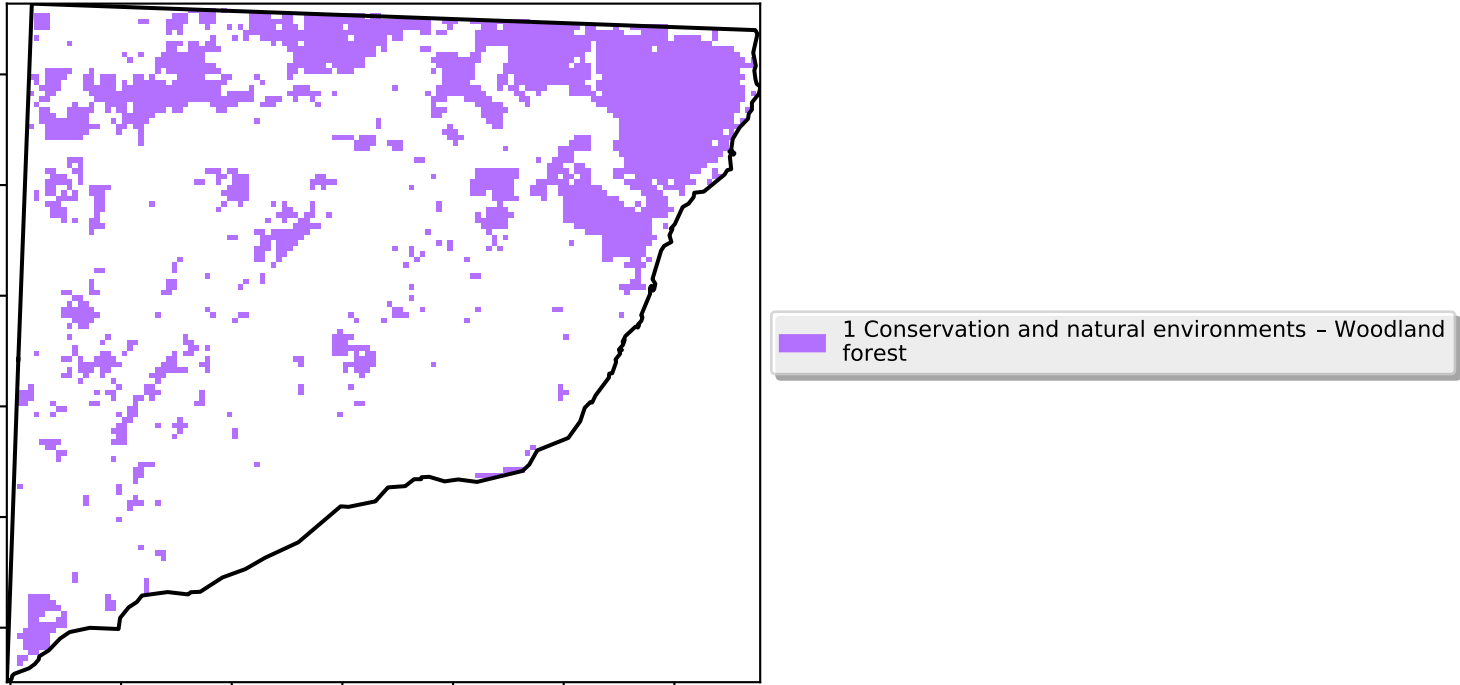 1 Conservation and natural environments – Woodland
forest